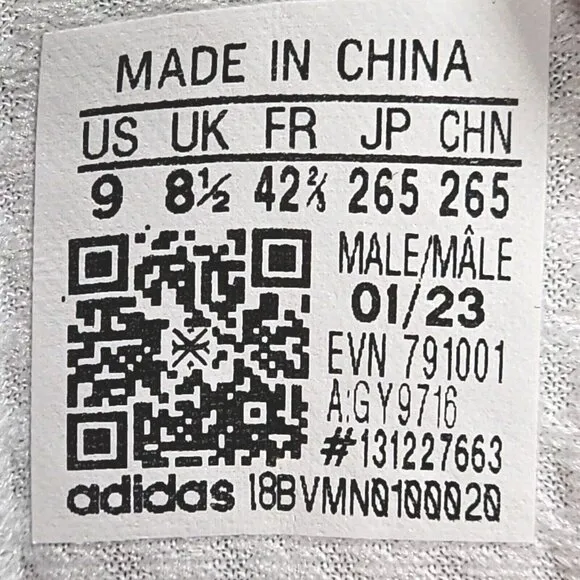 MADE IN CHINA
US UK FR JP CHN
9 8½ 42⅔ 265 265
MALE/MÂLE
01/23
EVN 791001
A:GY9716
#131227663
adidas 18BVMN0100020